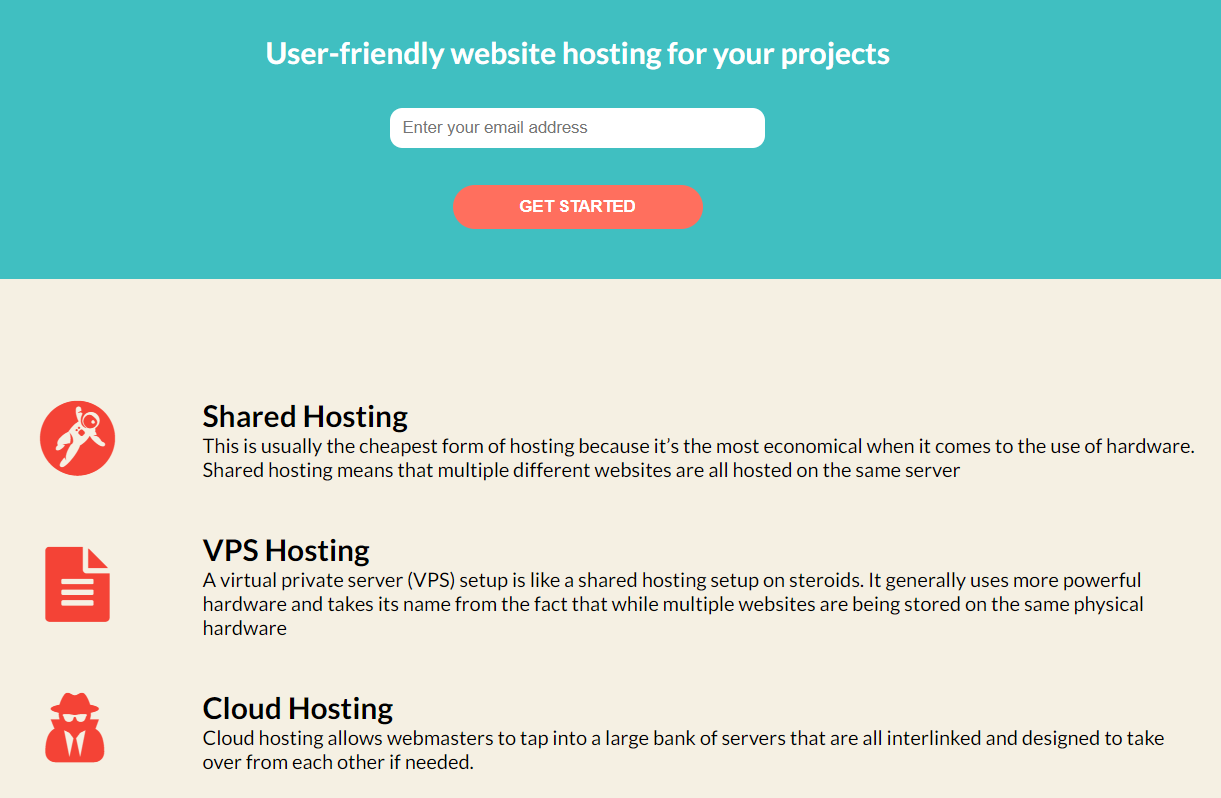 User-friendly website hosting for your projects
Enter your email address
GET STARTED
Shared Hosting
This is usually the cheapest form of hosting because it’s the most economical when it comes to the use of hardware.
Shared hosting means that multiple different websites are all hosted on the same server
VPS Hosting
A virtual private server (VPS) setup is like a shared hosting setup on steroids. It generally uses more powerful
hardware and takes its name from the fact that while multiple websites are being stored on the same physical
hardware
Cloud Hosting
Cloud hosting allows webmasters to tap into a large bank of servers that are all interlinked and designed to take
over from each other if needed.